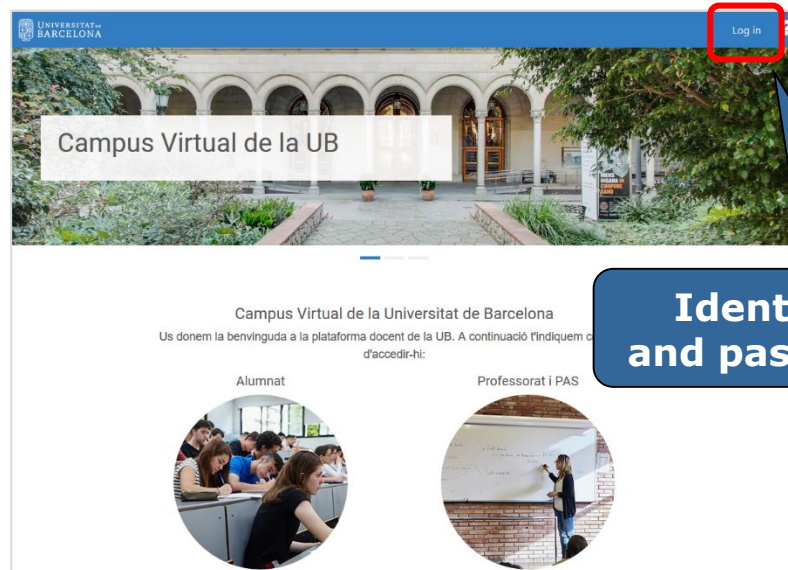 UNIVERSITAT DE
BARCELONA
Log in
Campus Virtual de la UB
Campus Virtual de la Universitat de Barcelona
Us donem la benvinguda a la plataforma docent de la UB. A continuació t'indiquem
d'accedir-hi:
Ident
and pas
Alumnat
Professorat i PAS